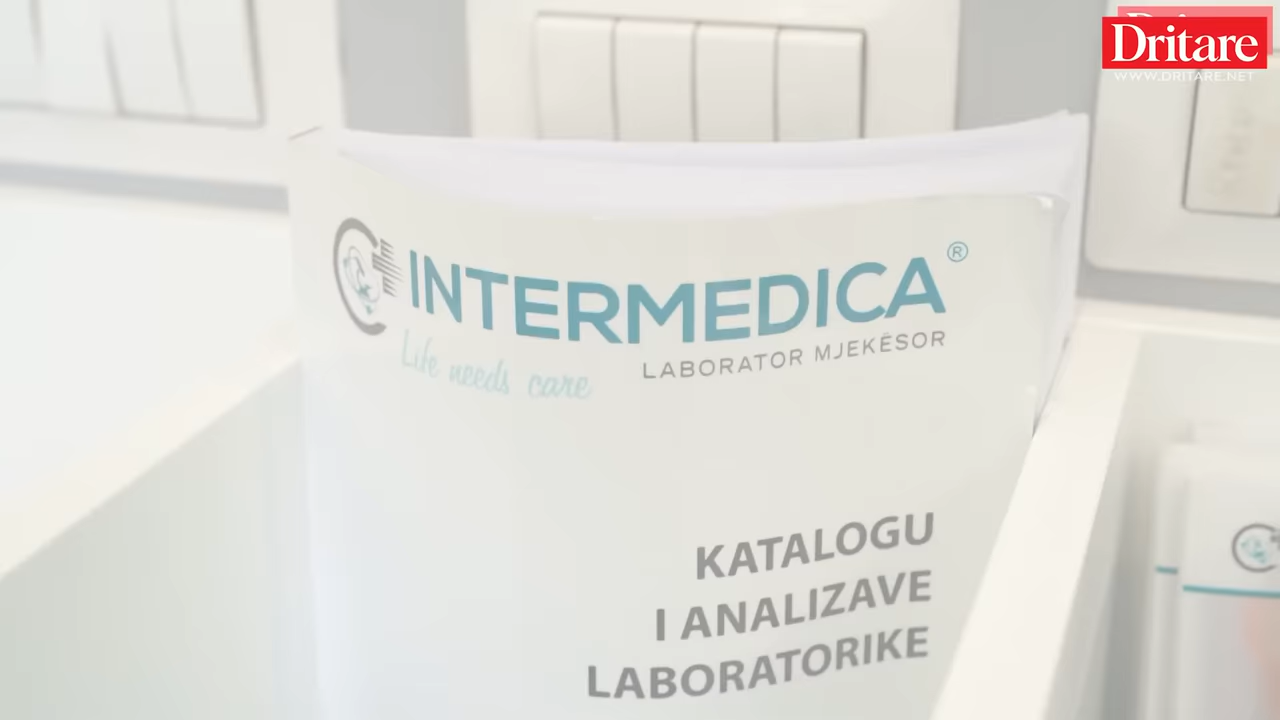 Dritare
WWW.DRITARE.NET
INTERMEDICA®
Life needs care
LABORATOR MJEKËSOR
KATALOGU
I ANALIZAVE
LABORATORIKE